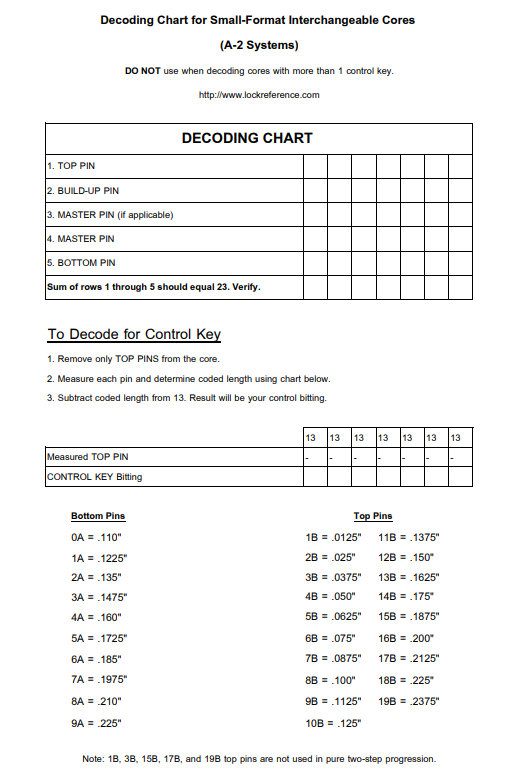 Decoding Chart for Small-Format Interchangeable Cores
(A-2 Systems)
DO NOT use when decoding cores with more than 1 control key.
http://www.lockreference.com
DECODING CHART
1. TOP PIN
2. BUILD-UP PIN
3. MASTER PIN (if applicable)
4. MASTER PIN
5. BOTTOM PIN
Sum of rows 1 through 5 should equal 23. Verify.
To Decode for Control Key
1. Remove only TOP PINS from the core.
2. Measure each pin and determine coded length using chart below.
3. Subtract coded length from 13. Result will be your control bitting.
13 13 13 13 13 13 13
Measured TOP PIN - - - - - - -
CONTROL KEY Bitting
Bottom Pins Top Pins
0A = .110" 1B = .0125" 11B = .1375"
1A = .1225" 2B = .025" 12B = .150"
2A = .135" 3B = .0375" 13B = .1625"
3A = .1475" 4B = .050" 14B = .175"
4A = .160" 5B = .0625" 15B = .1875"
5A = .1725" 6B = .075" 16B = .200"
6A = .185" 7B = .0875" 17B = .2125"
7A = .1975" 8B = .100" 18B = .225"
8A = .210" 9B = .1125" 19B = .2375"
9A = .225" 10B = .125"
Note: 1B, 3B, 15B, 17B, and 19B top pins are not used in pure two-step progression.